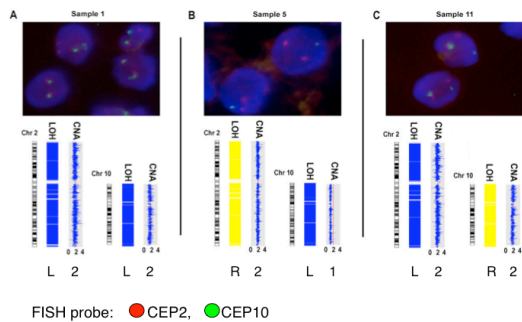 A Sample 1 B Sample 5 C Sample 11
Chr 2 LOH CNA Chr 2 LOH CNA Chr 2 LOH CNA
Chr 10 LOH CNA Chr 10 LOH CNA Chr 10 LOH CNA
0 2 4 0 2 4 0 2 4 0 2 4 0 2 4 0 2 4
L 2 L 2 R 2 L 1 L 2 R 2
FISH probe: CEP2, CEP10